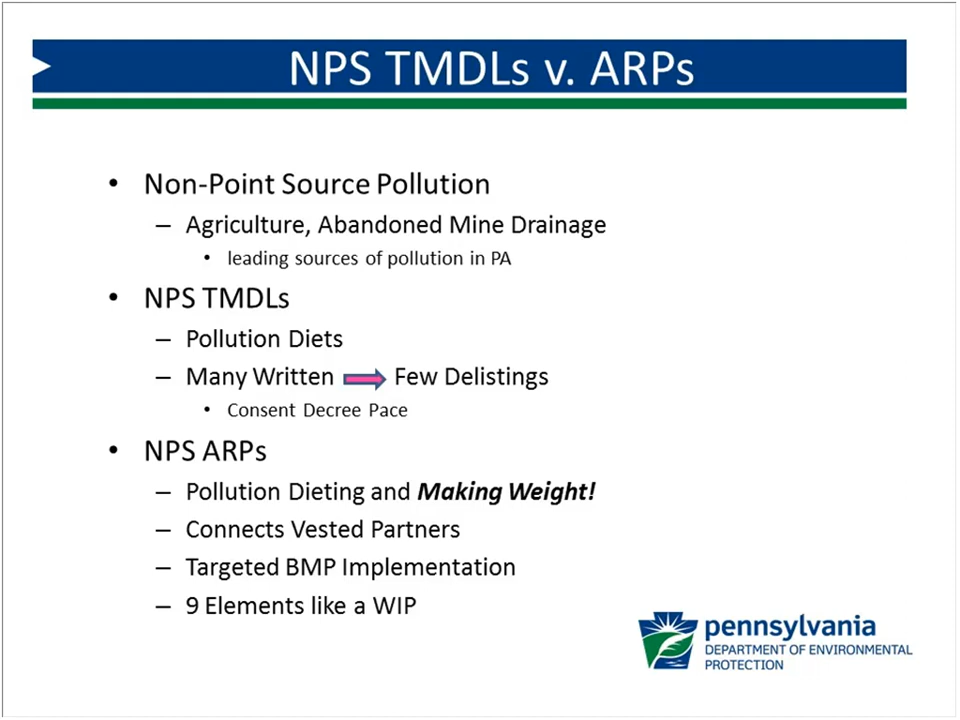 NPS TMDLs v. ARPs
• Non-Point Source Pollution
– Agriculture, Abandoned Mine Drainage
• leading sources of pollution in PA
• NPS TMDLs
– Pollution Diets
– Many Written Few Delistings
• Consent Decree Pace
• NPS ARPs
– Pollution Dieting and Making Weight!
– Connects Vested Partners
– Targeted BMP Implementation
– 9 Elements like a WIP
pennsylvania
DEPARTMENT OF ENVIRONMENTAL
PROTECTION